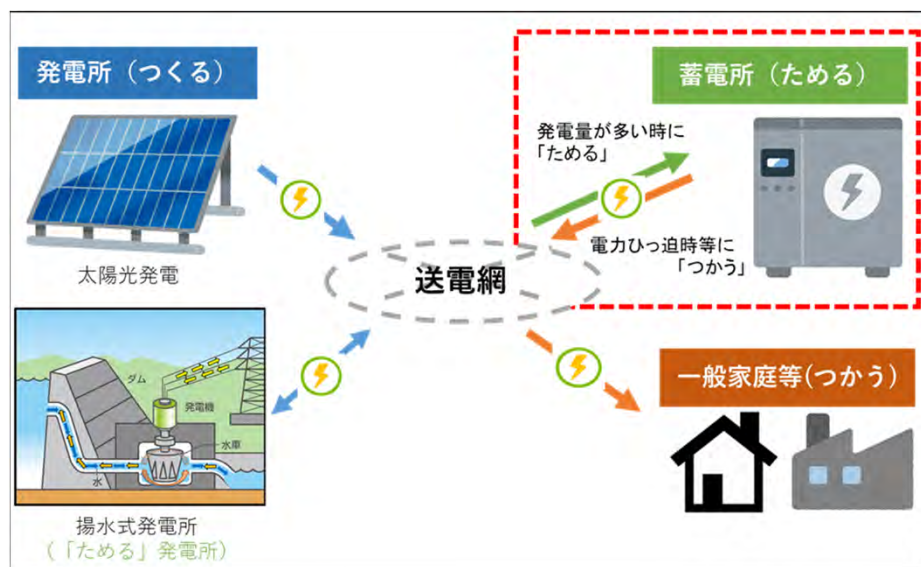 発電所（つくる）
太陽光発電
ダム
発電機
水車
水
揚水式発電所
（「ためる」発電所）
送電網
蓄電所（ためる）
発電量が多い時に
「ためる」
電力ひっ迫時等に
「つかう」
一般家庭等(つかう）